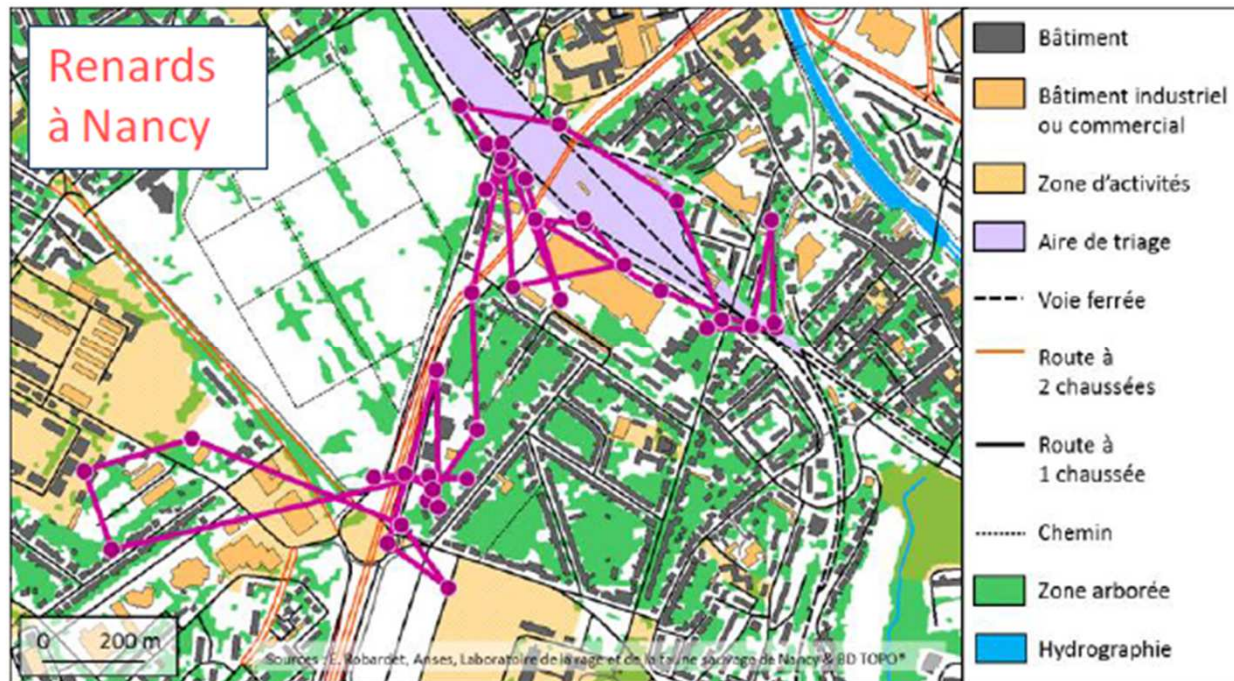 Renards
à Nancy
0 200 m
Sources : E. Robardet, Anses, Laboratoire de la rage et de la faune sauvage de Nancy & BD TOPO®
Bâtiment
Bâtiment industriel
ou commercial
Zone d'activités
Aire de triage
Voie ferrée
Route à
2 chaussées
Route à
1 chaussée
Chemin
Zone arborée
Hydrographie